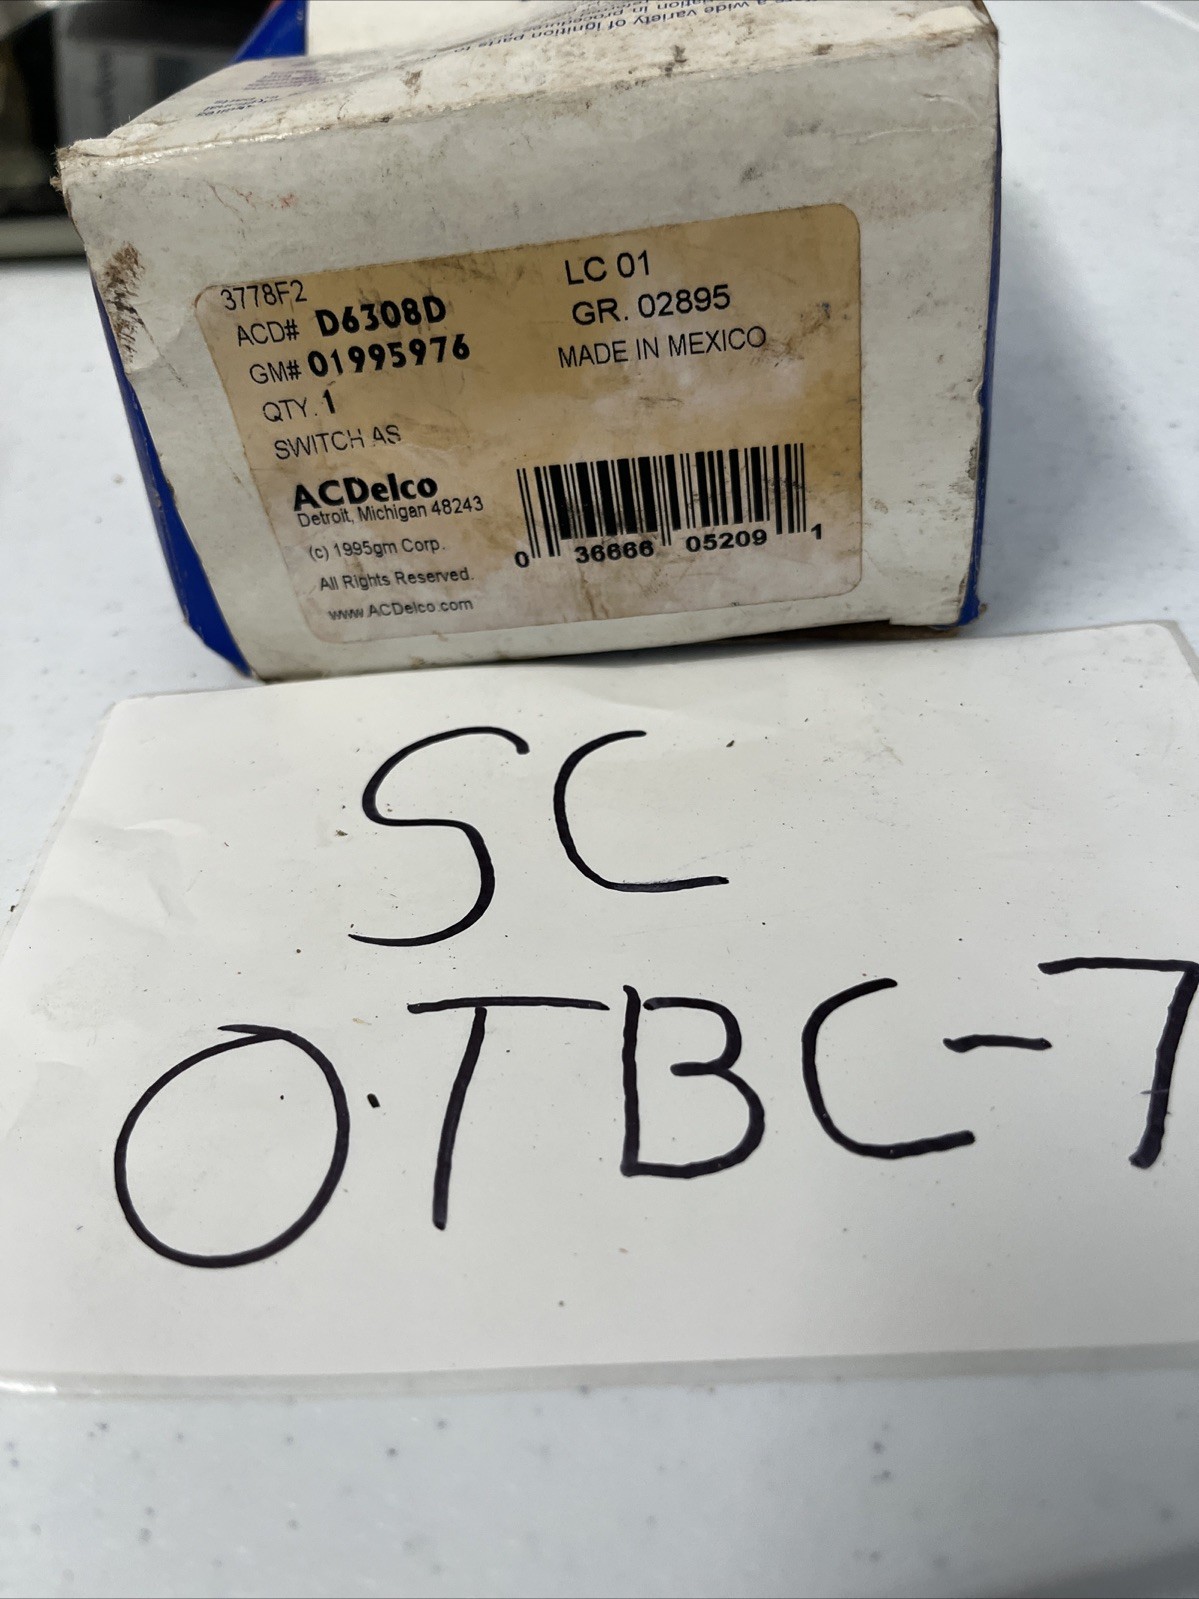 3778F2
ACD# D6308D
GM# 01995976
QTY. 1
SWITCH AS
LC 01
GR. 02895
MADE IN MEXICO
ACDelco
Detroit, Michigan 48243
(c) 1995gm Corp.
All Rights Reserved.
www.ACDelco.com
0 36666 05209 1
SC
OTBC-7